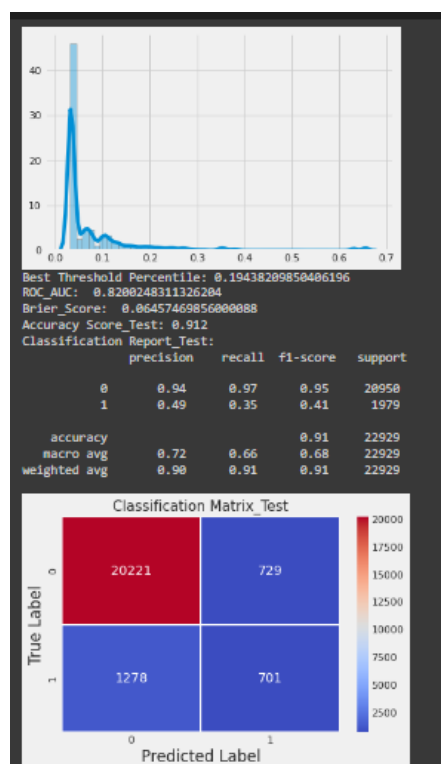 40
30
20
10
0
0.0 0.1 0.2 0.3 0.4 0.5 0.6 0.7
Best Threshold Percentile: 0.19438209850406196
ROC_AUC: 0.8200248311326204
Brier_Score: 0.06457469856000088
Accuracy Score_Test: 0.912
Classification Report_Test:
precision recall f1-score support
0 0.94 0.97 0.95 20950
1 0.49 0.35 0.41 1979
accuracy 0.91 22929
macro avg 0.72 0.66 0.68 22929
weighted avg 0.90 0.91 0.91 22929
Classification Matrix_Test
True Label
0
1
20221 729
1278 701
0 1
Predicted Label
20000
17500
15000
12500
10000
7500
5000
2500